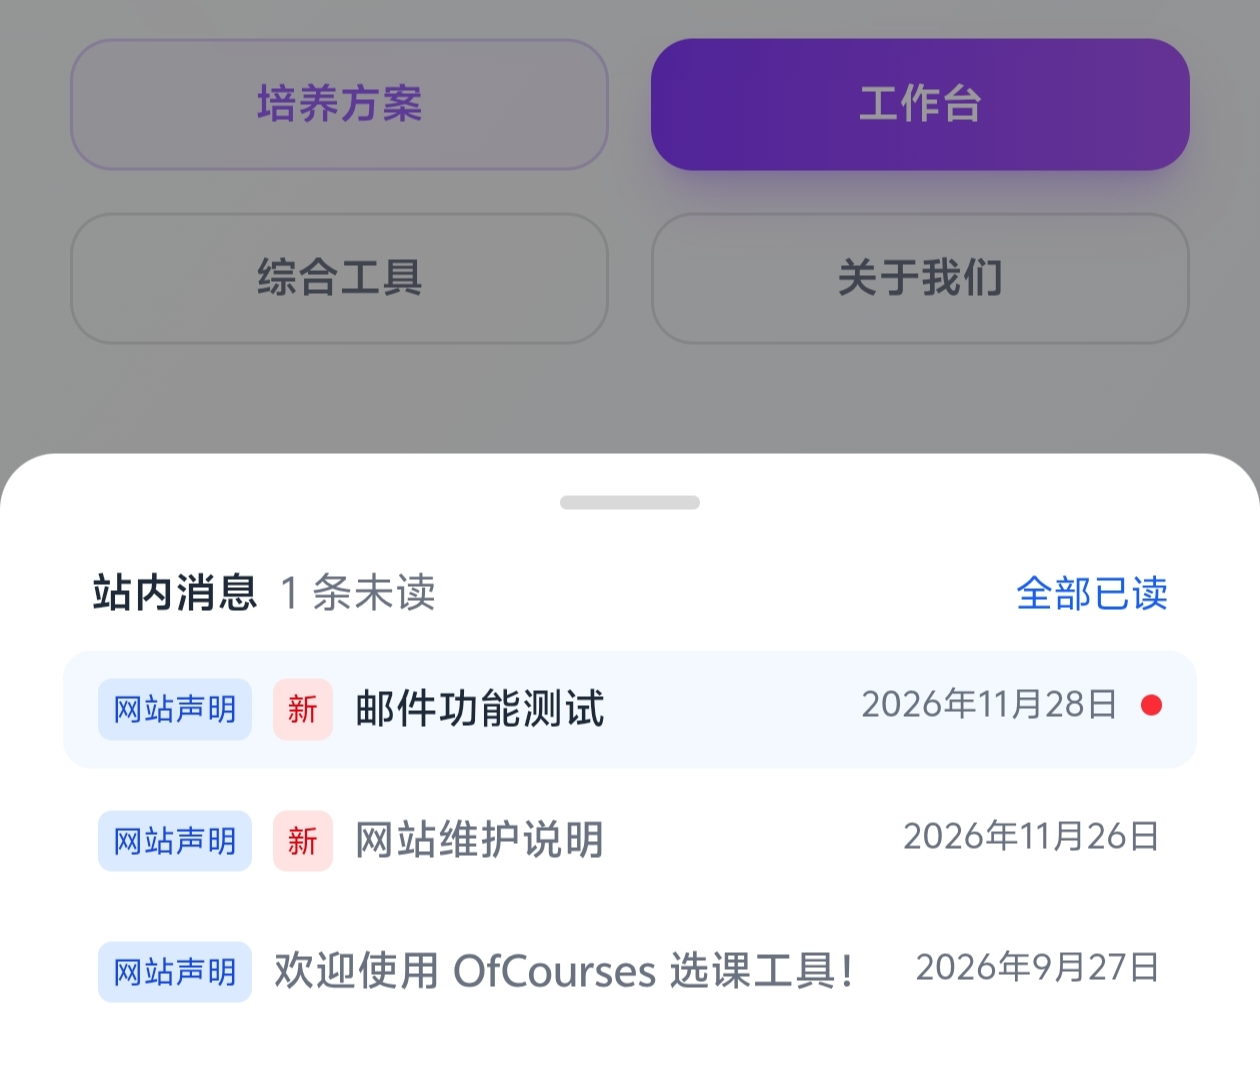 培养方案
工作台
综合工具
关于我们
站内消息 1 条未读
全部已读
网站声明 新 邮件功能测试 2026年11月28日
网站声明 新 网站维护说明 2026年11月26日
网站声明 欢迎使用 OfCourses 选课工具！ 2026年9月27日